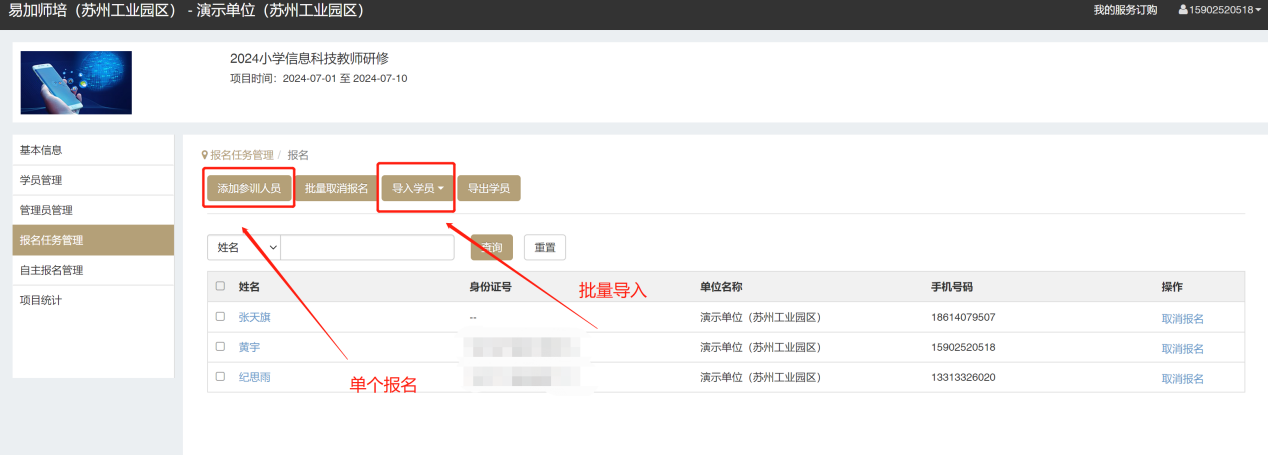 易加师培（苏州工业园区） - 演示单位（苏州工业园区） 我的服务订购 15902520518
2024小学信息科技教师研修
项目时间：2024-07-01 至 2024-07-10
基本信息
学员管理
管理员管理
报名任务管理
自主报名管理
项目统计
报名任务管理 / 报名
添加参训人员 批量取消报名 导入学员 导出学员
姓名 查询 重置
姓名 身份证号 单位名称 手机号码 操作
张天旗 -- 演示单位（苏州工业园区） 18614079507 取消报名
黄宇 演示单位（苏州工业园区） 15902520518 取消报名
纪思雨 演示单位（苏州工业园区） 13313326020 取消报名
批量导入
单个报名